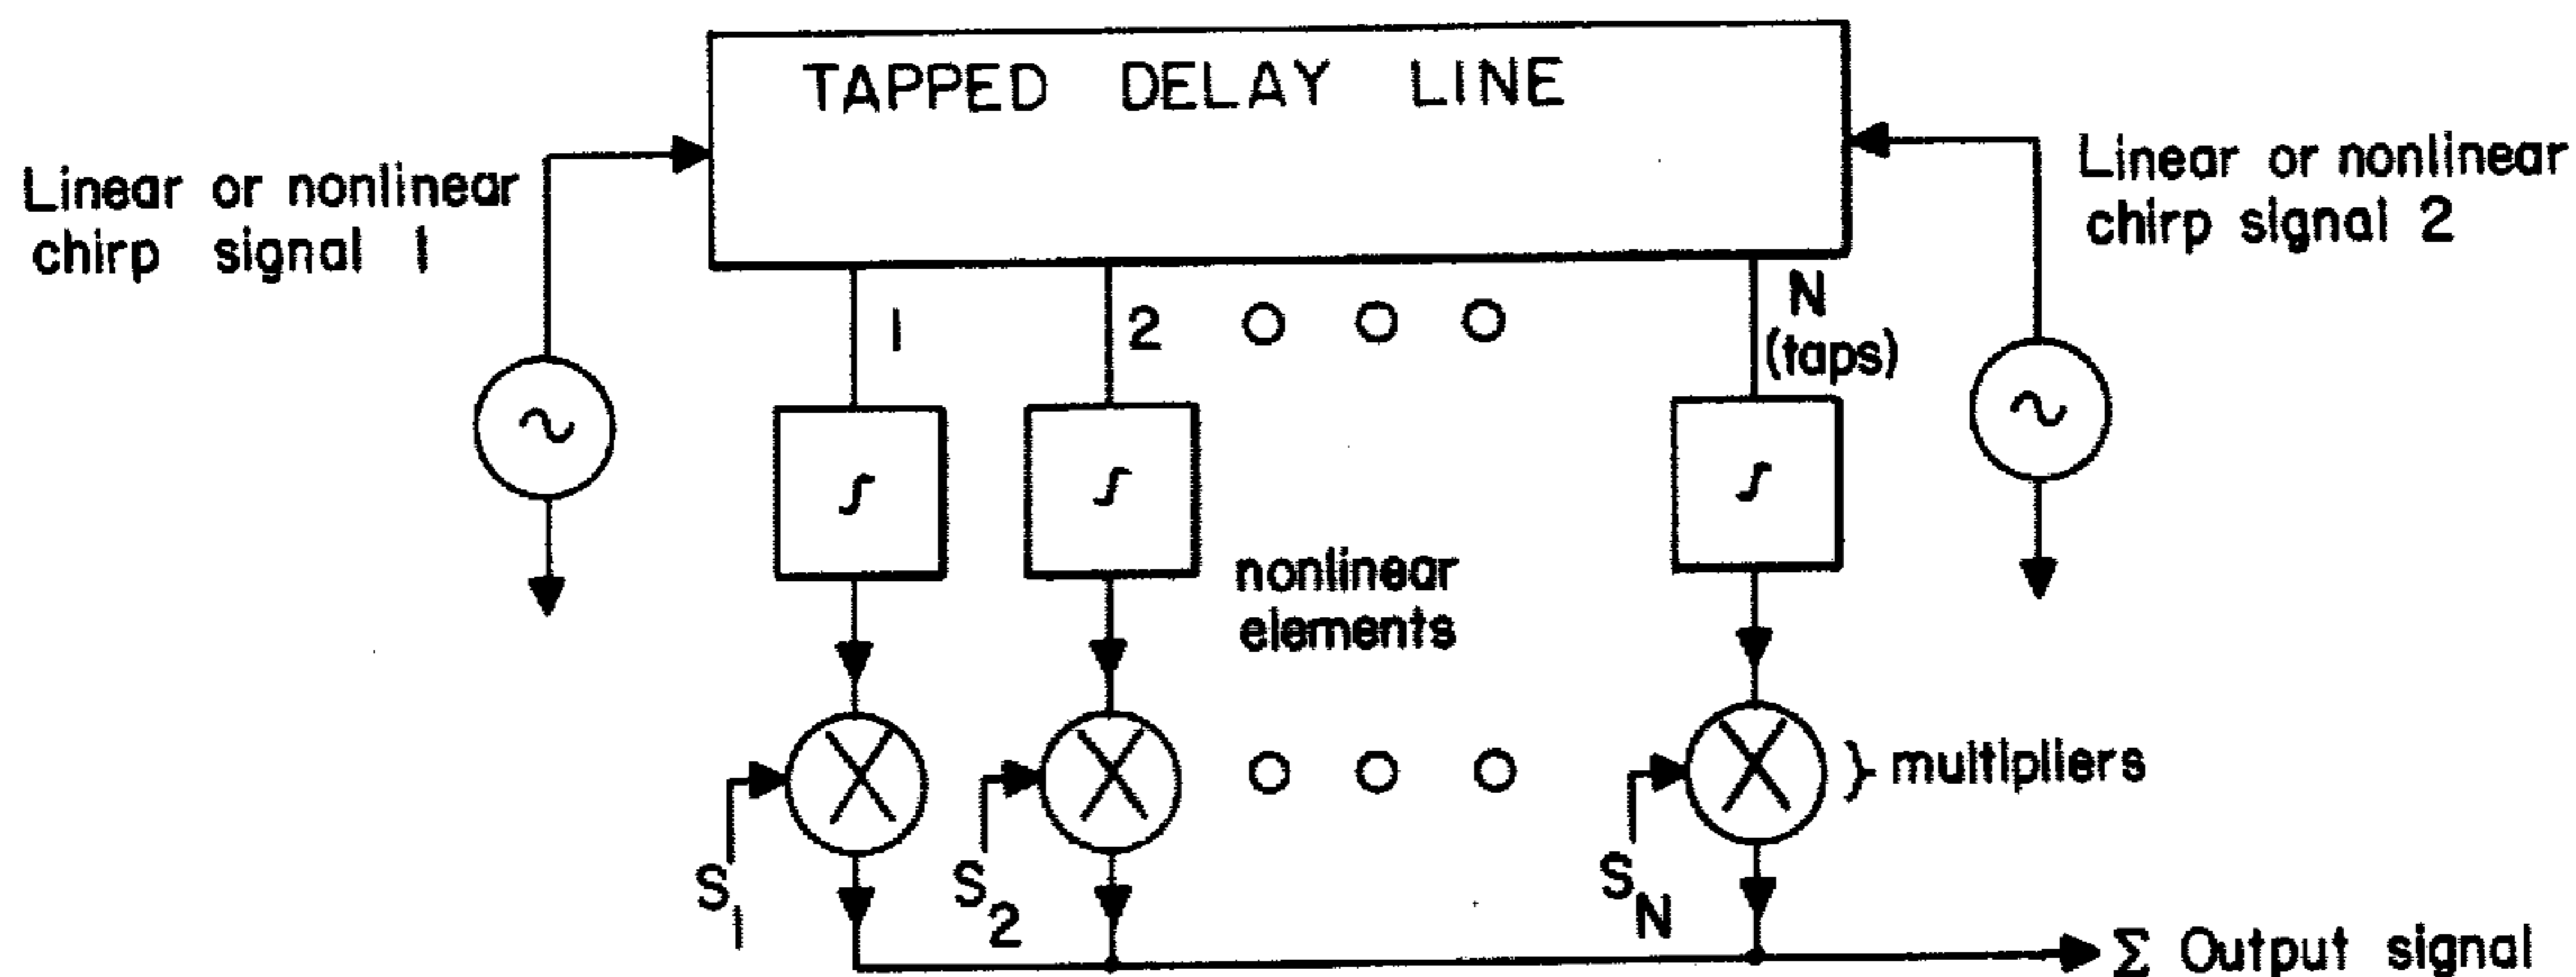 TAPPED DELAY LINE
Linear or nonlinear
chirp signal 1
Linear or nonlinear
chirp signal 2
1
2
N
(taps)
nonlinear
elements
} multipliers
S1
S2
SN
Σ Output signal